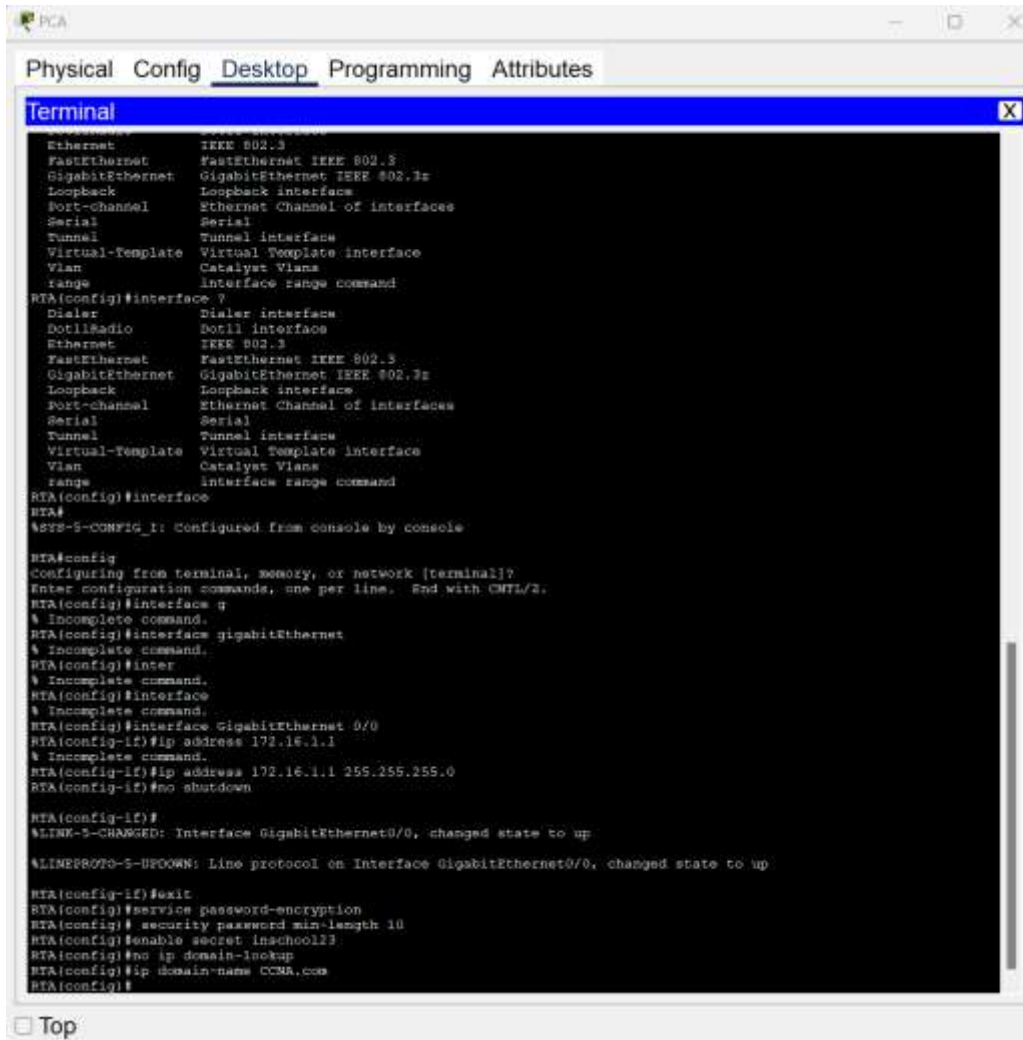 PCA
Physical Config Desktop Programming Attributes
Terminal X
Ethernet IEEE 802.3
FastEthernet FastEthernet IEEE 802.3
GigabitEthernet GigabitEthernet IEEE 802.3z
Loopback Loopback interface
Port-channel Ethernet Channel of interfaces
Serial Serial
Tunnel Tunnel interface
Virtual-Template Virtual Template interface
Vlan Catalyst Vlans
range interface range command
RTA(config)#interface ?
Dialer Dialer interface
Dot11Radio Dot11 interface
Ethernet IEEE 802.3
FastEthernet FastEthernet IEEE 802.3
GigabitEthernet GigabitEthernet IEEE 802.3z
Loopback Loopback interface
Port-channel Ethernet Channel of interfaces
Serial Serial
Tunnel Tunnel interface
Virtual-Template Virtual Template interface
Vlan Catalyst Vlans
range interface range command
RTA(config)#interface
RTA#
%SYS-5-CONFIG_I: Configured from console by console
RTA#config
Configuring from terminal, memory, or network [terminal]?
Enter configuration commands, one per line. End with CNTL/Z.
RTA(config)#interface g
% Incomplete command.
RTA(config)#interface gigabitEthernet
% Incomplete command.
RTA(config)#inter
% Incomplete command.
RTA(config)#interface
% Incomplete command.
RTA(config)#interface GigabitEthernet 0/0
RTA(config-if)#ip address 172.16.1.1
% Incomplete command.
RTA(config-if)#ip address 172.16.1.1 255.255.255.0
RTA(config-if)#no shutdown
RTA(config-if)#
%LINK-5-CHANGED: Interface GigabitEthernet0/0, changed state to up
%LINEPROTO-5-UPDOWN: Line protocol on Interface GigabitEthernet0/0, changed state to up
RTA(config-if)#exit
RTA(config)#service password-encryption
RTA(config)# security password min-length 10
RTA(config)#enable secret inschool23
RTA(config)#no ip domain-lookup
RTA(config)#ip domain-name CCNA.com
RTA(config)#
Top